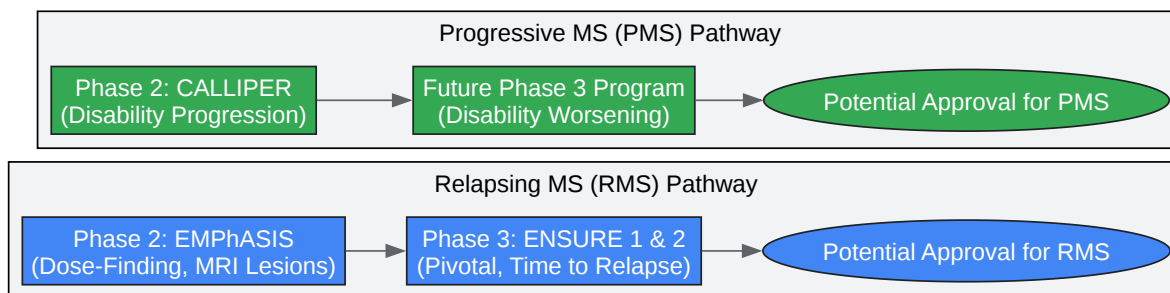 Progressive MS (PMS) Pathway
Phase 2: CALLIPER
(Disability Progression)
Future Phase 3 Program
(Disability Worsening)
Potential Approval for PMS
Relapsing MS (RMS) Pathway
Phase 2: EMPhASIS
(Dose-Finding, MRI Lesions)
Phase 3: ENSURE 1 & 2
(Pivotal, Time to Relapse)
Potential Approval for RMS